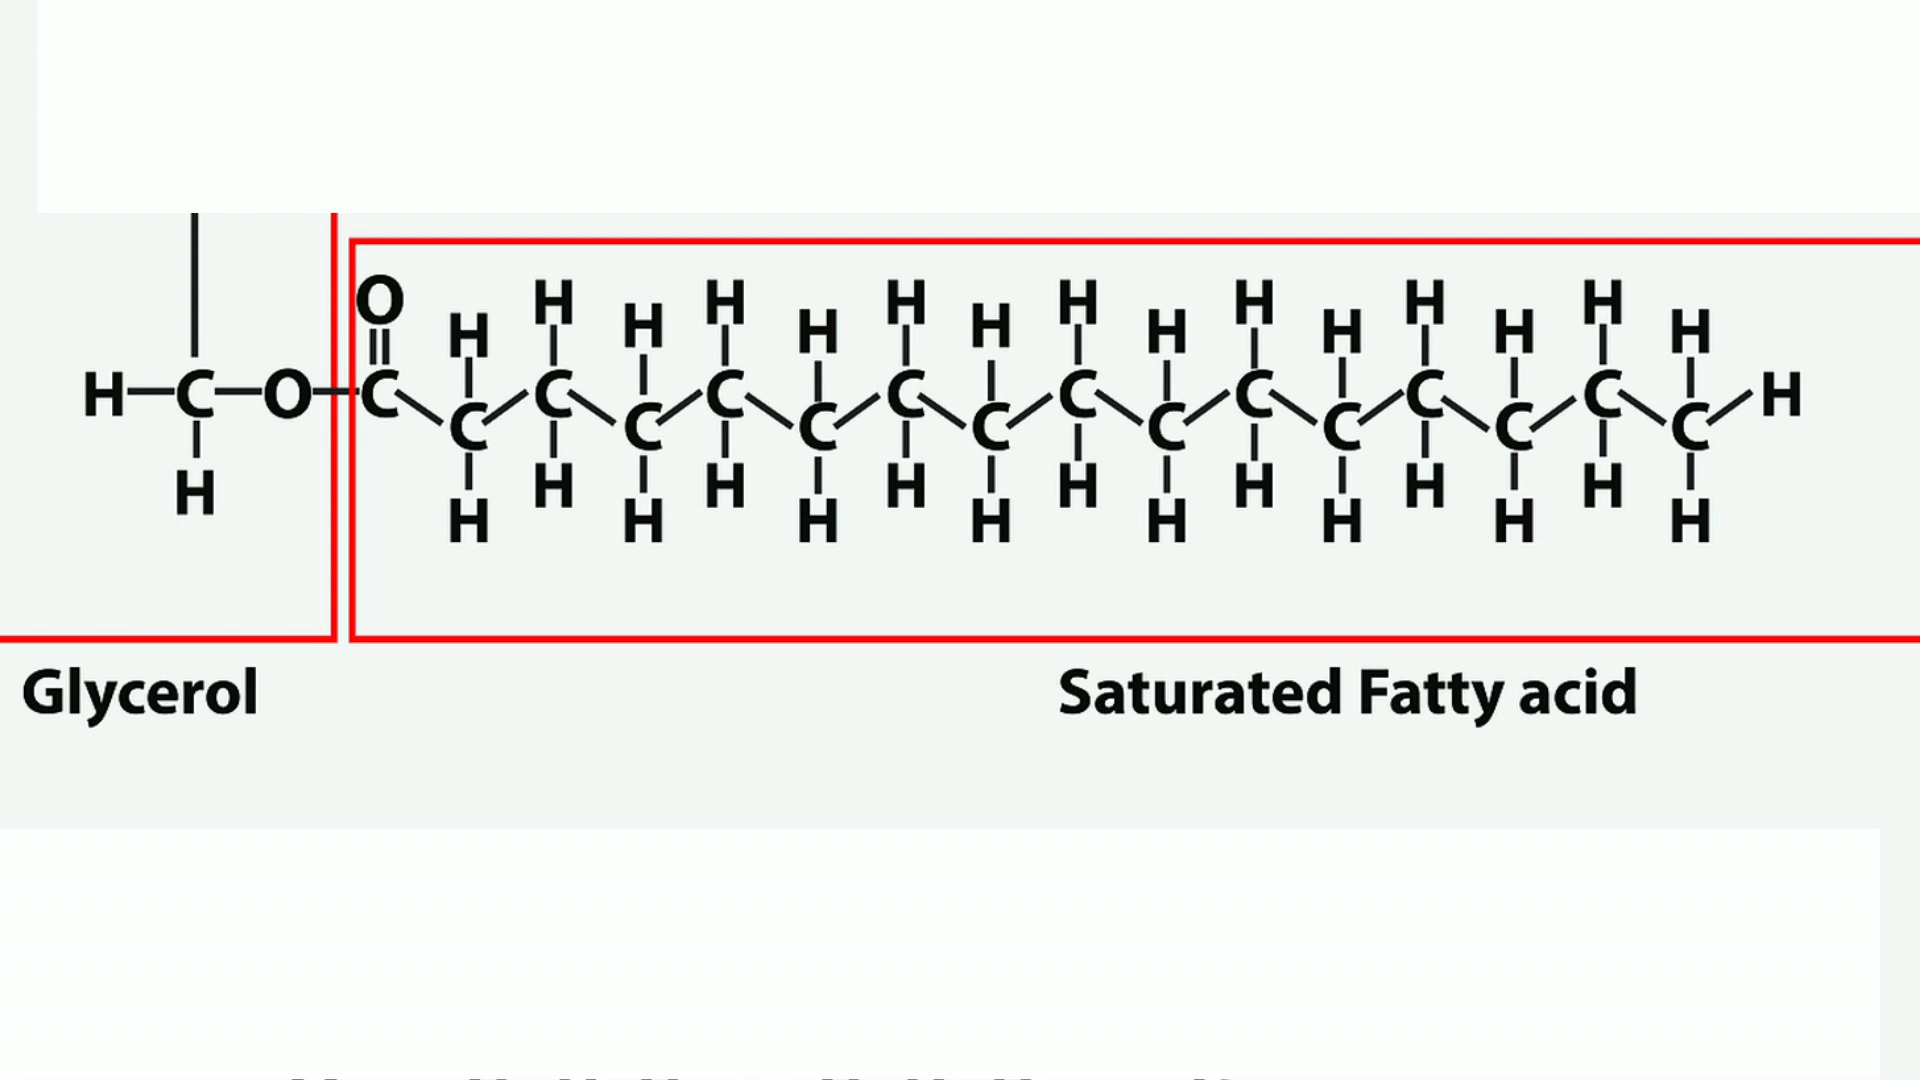 O
H H H H H H H H H H H H H H H
H C O C C C C C C C C C C C C C C C C H
H H H H H H H H H H H H H H H H
Glycerol
Saturated Fatty acid